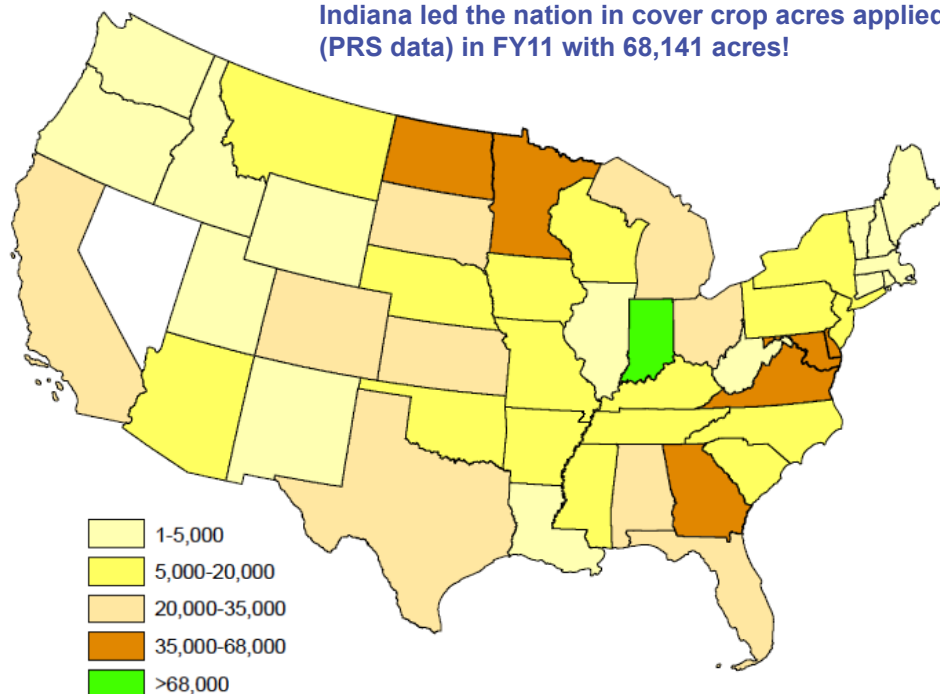 Indiana led the nation in cover crop acres applied
(PRS data) in FY11 with 68,141 acres!
1-5,000
5,000-20,000
20,000-35,000
35,000-68,000
>68,000